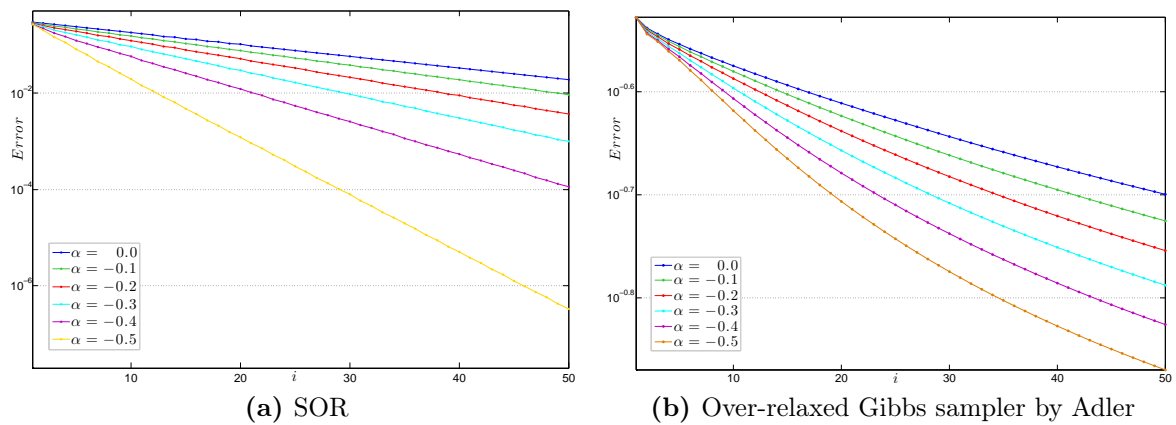 Error
10^−2
10^−4
10^−6
α = 0.0
α = −0.1
α = −0.2
α = −0.3
α = −0.4
α = −0.5
10 20 i 30 40 50
(a) SOR
Error
10^−0.6
10^−0.7
10^−0.8
α = 0.0
α = −0.1
α = −0.2
α = −0.3
α = −0.4
α = −0.5
10 20 i 30 40 50
(b) Over-relaxed Gibbs sampler by Adler